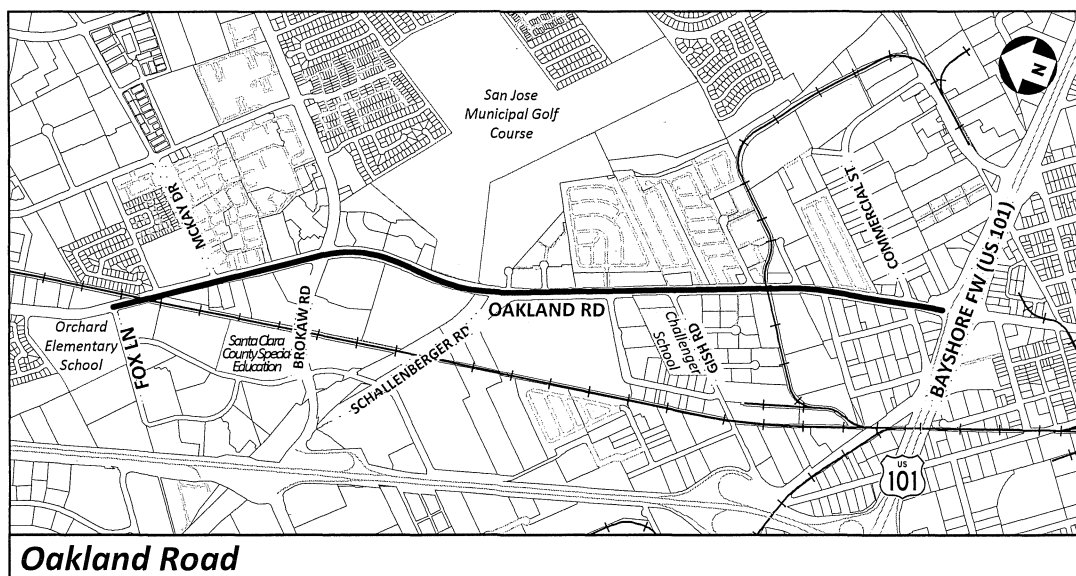 San Jose
Municipal Golf
Course
N
MCKAY DR
COMMERCIAL ST
BAYSHORE FW (US 101)
OAKLAND RD
Orchard
Elementary
School
FOX LN
Santa Clara
County Special
Education
BROKAW RD
SCHALLENBERGER RD
Challenger
School
GISH RD
US
101
Oakland Road